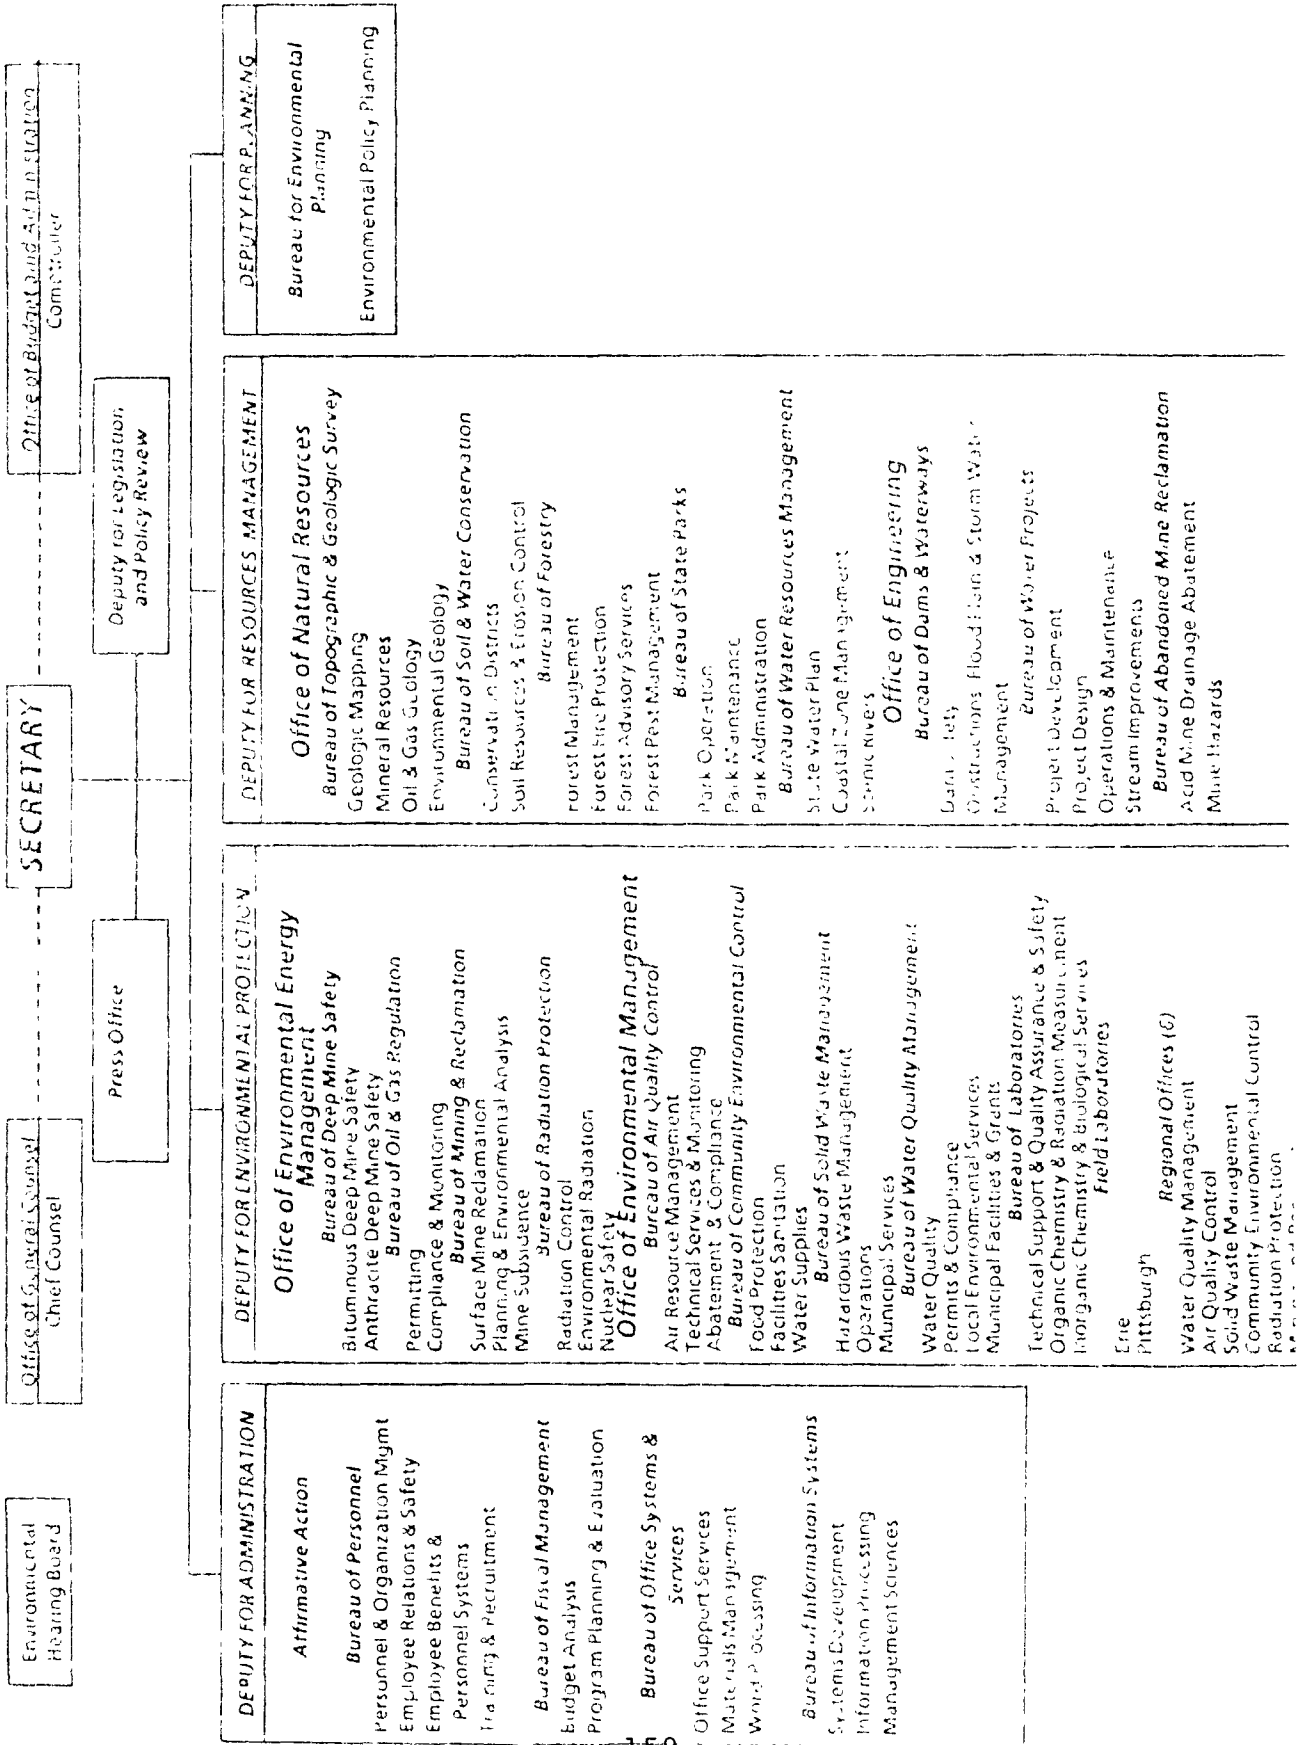 Environmental
Hearing Board
Office of General Counsel
Chief Counsel
SECRETARY
Office of Budget and Administration
Comptroller
Press Office
Deputy for Legislation
and Policy Review
DEPUTY FOR ADMINISTRATION
Affirmative Action
Bureau of Personnel
Personnel & Organization Mgmt
Employee Relations & Safety
Employee Benefits &
Personnel Systems
Training & Recruitment
Bureau of Fiscal Management
Budget Analysis
Program Planning & Evaluation
Bureau of Office Systems &
Services
Office Support Services
Materials Management
Word Processing
Bureau of Information Systems
Systems Development
Information Processing
Management Sciences
DEPUTY FOR ENVIRONMENTAL PROTECTION
Office of Environmental Energy
Management
Bureau of Deep Mine Safety
Bituminous Deep Mine Safety
Anthracite Deep Mine Safety
Bureau of Oil & Gas Regulation
Permitting
Compliance & Monitoring
Bureau of Mining & Reclamation
Surface Mine Reclamation
Planning & Environmental Analysis
Mine Subsidence
Bureau of Radiation Protection
Radiation Control
Environmental Radiation
Nuclear Safety
Office of Environmental Management
Bureau of Air Quality Control
Air Resource Management
Technical Services & Monitoring
Abatement & Compliance
Bureau of Community Environmental Control
Food Protection
Facilities Sanitation
Water Supplies
Bureau of Solid Waste Management
Hazardous Waste Management
Operations
Municipal Services
Bureau of Water Quality Management
Water Quality
Permits & Compliance
Local Environmental Services
Municipal Facilities & Grants
Bureau of Laboratories
Technical Support & Quality Assurance & Safety
Organic Chemistry & Radiation Measurement
Inorganic Chemistry & Biological Services
Field Laboratories
Erie
Pittsburgh
Regional Offices (6)
Water Quality Management
Air Quality Control
Solid Waste Management
Community Environmental Control
Radiation Protection
DEPUTY FOR RESOURCES MANAGEMENT
Office of Natural Resources
Bureau of Topographic & Geologic Survey
Geologic Mapping
Mineral Resources
Oil & Gas Geology
Environmental Geology
Bureau of Soil & Water Conservation
Conservation Districts
Soil Resources & Erosion Control
Bureau of Forestry
Forest Management
Forest Fire Protection
Forest Advisory Services
Forest Pest Management
Bureau of State Parks
Park Operation
Park Maintenance
Park Administration
Bureau of Water Resources Management
State Water Plan
Coastal Zone Management
Scenic Rivers
Office of Engineering
Bureau of Dams & Waterways
Dam Safety
Obstructions, Flood Plain & Storm Water
Management
Bureau of Water Projects
Project Development
Project Design
Operations & Maintenance
Stream Improvements
Bureau of Abandoned Mine Reclamation
Acid Mine Drainage Abatement
Mine Hazards
DEPUTY FOR PLANNING
Bureau for Environmental
Planning
Environmental Policy Planning